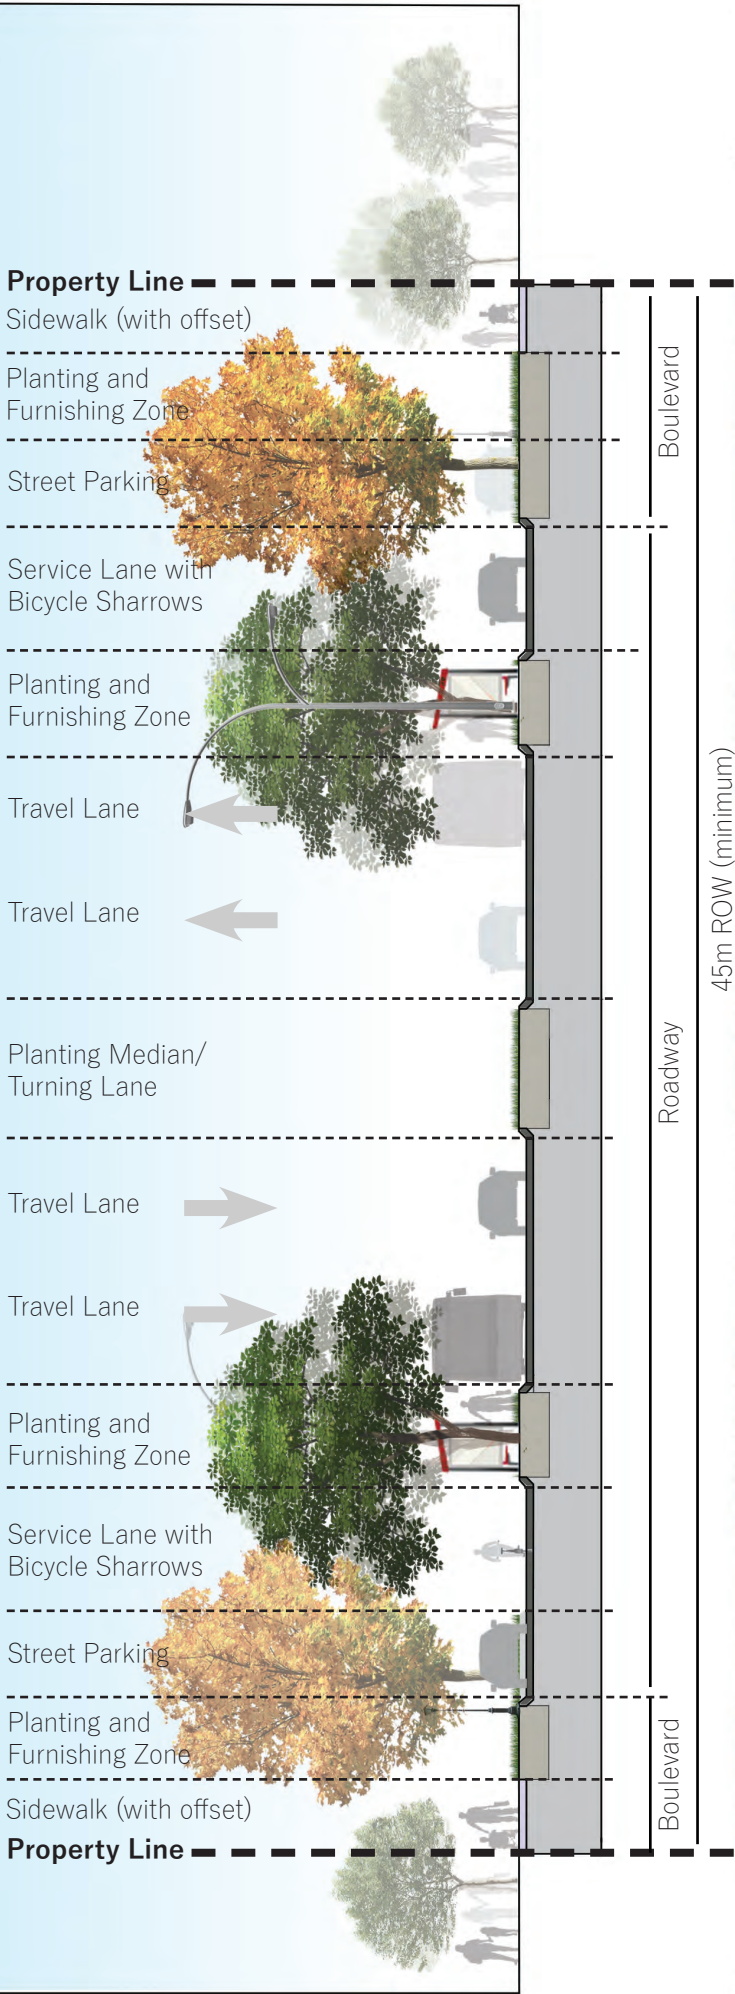 Property Line
Sidewalk (with offset)
Planting and
Furnishing Zone
Street Parking
Service Lane with
Bicycle Sharrows
Planting and
Furnishing Zone
Travel Lane
Travel Lane
Planting Median/
Turning Lane
Travel Lane
Travel Lane
Planting and
Furnishing Zone
Service Lane with
Bicycle Sharrows
Street Parking
Planting and
Furnishing Zone
Sidewalk (with offset)
Property Line
Boulevard
Roadway
Boulevard
45m ROW (minimum)